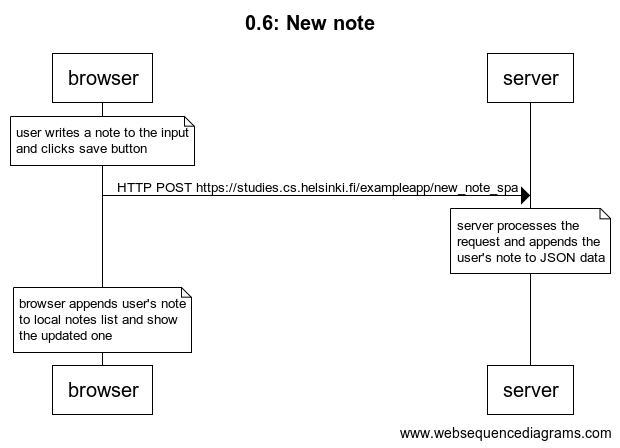 0.6: New note
browser
server
user writes a note to the input
and clicks save button
HTTP POST https://studies.cs.helsinki.fi/exampleapp/new_note_spa
server processes the
request and appends the
user's note to JSON data
browser appends user's note
to local notes list and show
the updated one
browser
server
www.websequencediagrams.com